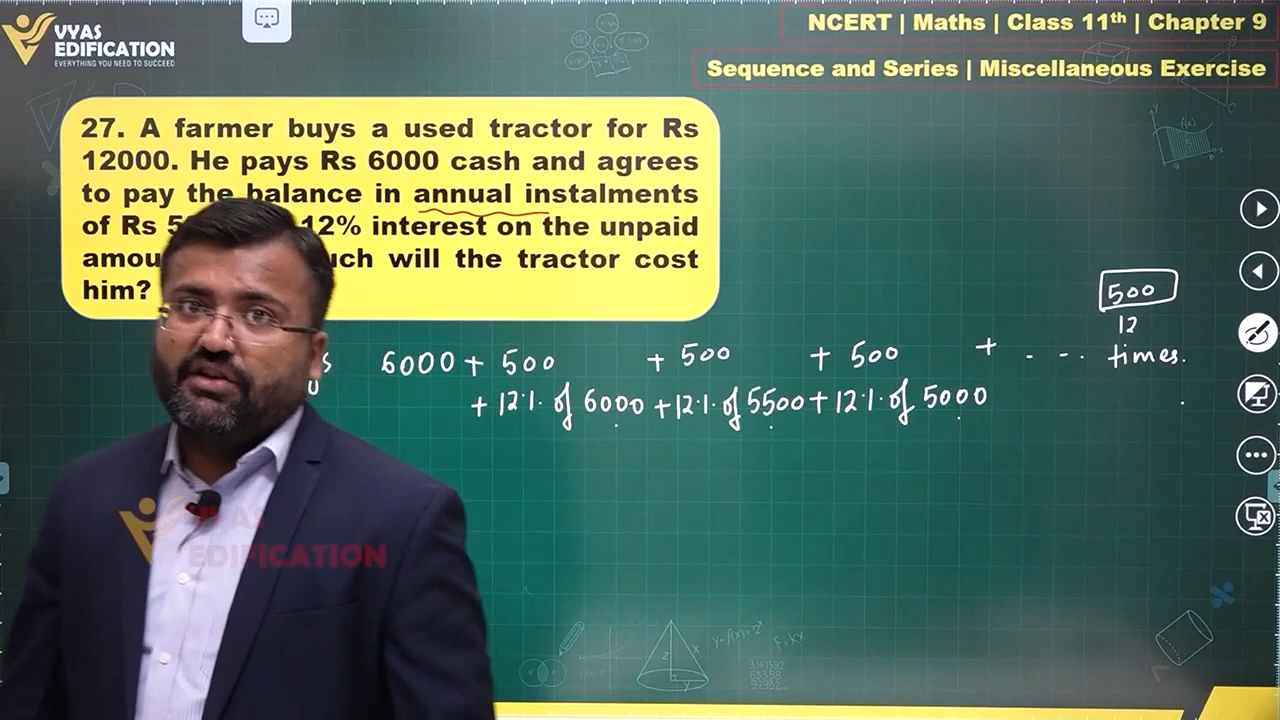 VYAS
EDIFICATION
EVERYTHING YOU NEED TO SUCCEED
NCERT | Maths | Class 11th | Chapter 9
Sequence and Series | Miscellaneous Exercise
27. A farmer buys a used tractor for Rs
12000. He pays Rs 6000 cash and agrees
to pay the balance in annual instalments
of Rs 12% interest on the unpaid
will the tractor cost
him?
500
12
times.
6000 + 500 + 500 + 500 + . - - .
+ 12% of 6000 + 12% of 5500 + 12% of 5000
VYAS
EDIFICATION